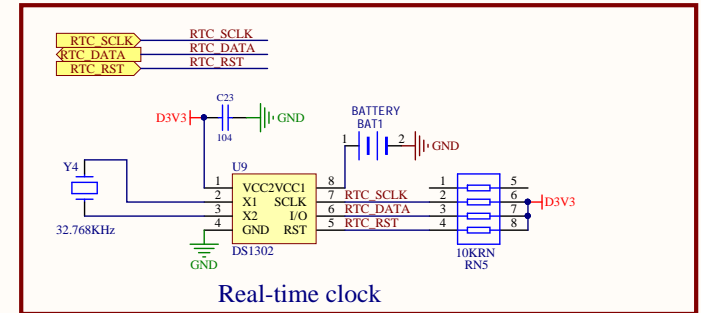 RTC_SCLK RTC_SCLK
RTC_DATA RTC_DATA
RTC_RST RTC_RST
C23
D3V3 GND
104
BATTERY
BAT1
1 2 GND
Y4 U9
1 VCC2 VCC1 8 1 5
2 X1 SCLK 7 RTC_SCLK 2 6 D3V3
3 X2 I/O 6 RTC_DATA 3 7
4 GND RST 5 RTC_RST 4 8
32.768KHz
DS1302 10KRN
GND RN5
Real-time clock